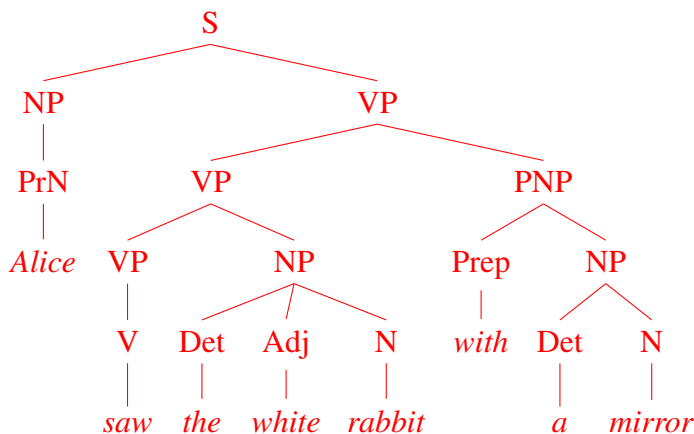 S
NP VP
PrN VP PNP
Alice VP NP Prep NP
V Det Adj N with Det N
saw the white rabbit a mirror